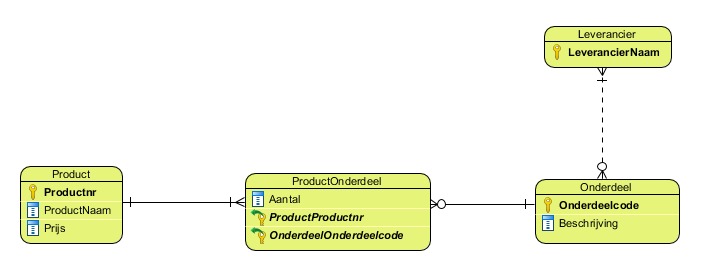 Leverancier
LeverancierNaam
Product
Productnr
ProductNaam
Prijs
ProductOnderdeel
Aantal
ProductProductnr
OnderdeelOnderdeelcode
Onderdeel
Onderdeelcode
Beschrijving